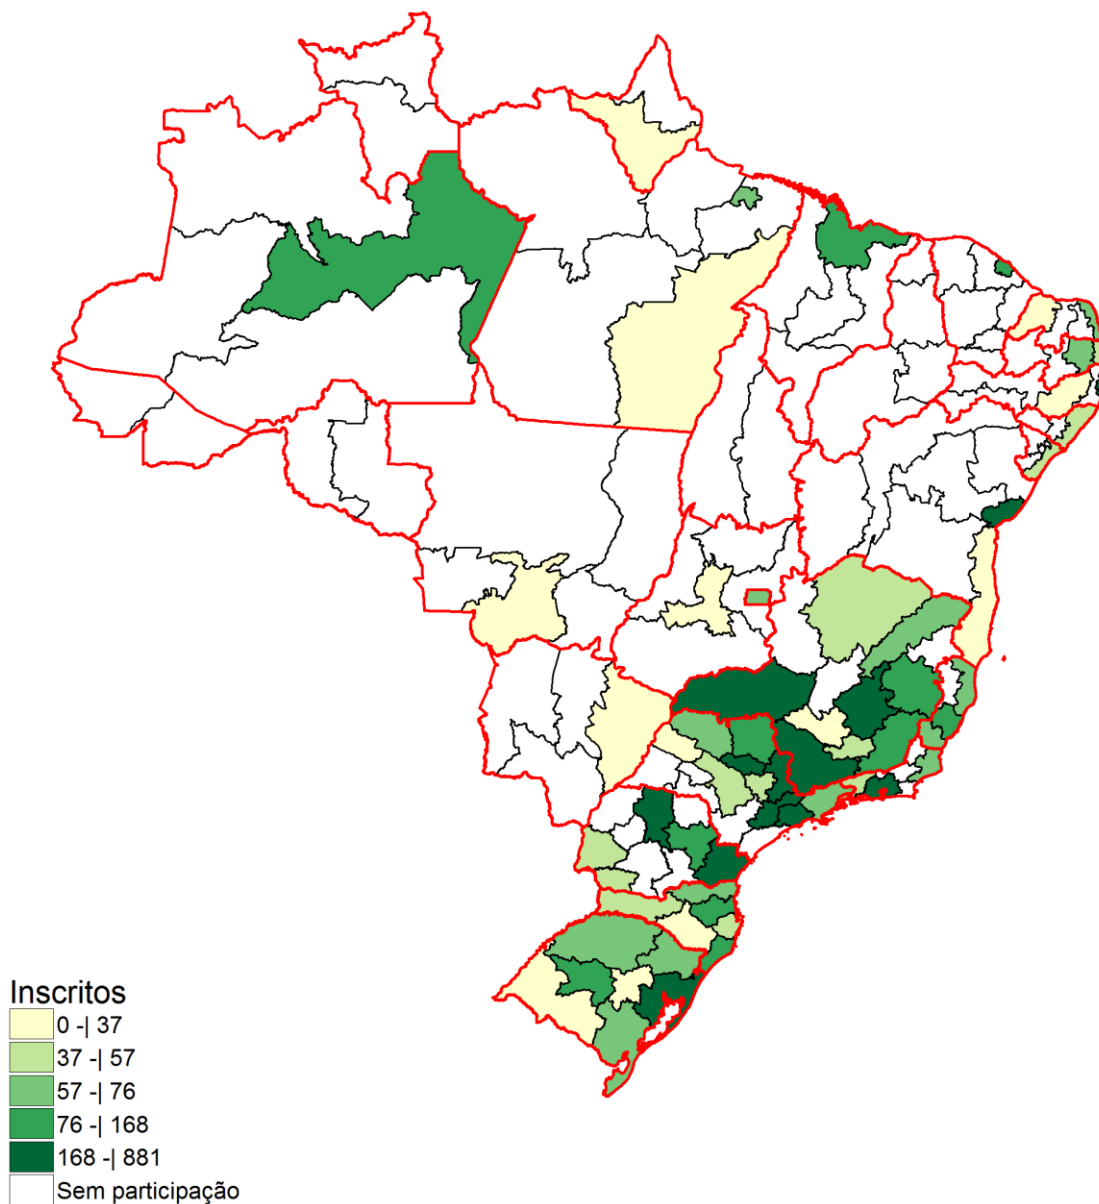 Inscritos
0 -| 37
37 -| 57
57 -| 76
76 -| 168
168 -| 881
Sem participação